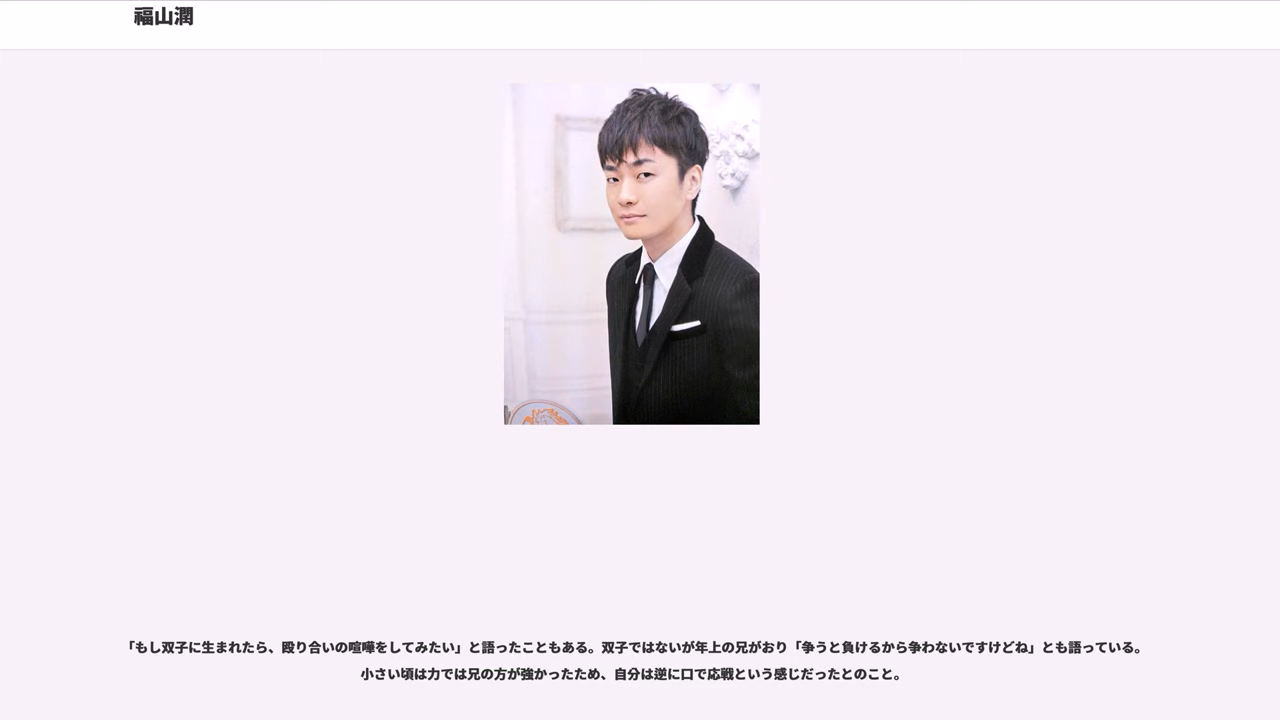 福山潤
「もし双子に生まれたら、殴り合いの喧嘩をしてみたい」と語ったこともある。双子ではないが年上の兄がおり「争うと負けるから争わないですけどね」とも語っている。
小さい頃は力では兄の方が強かったため、自分は逆に口で応戦という感じだったとのこと。